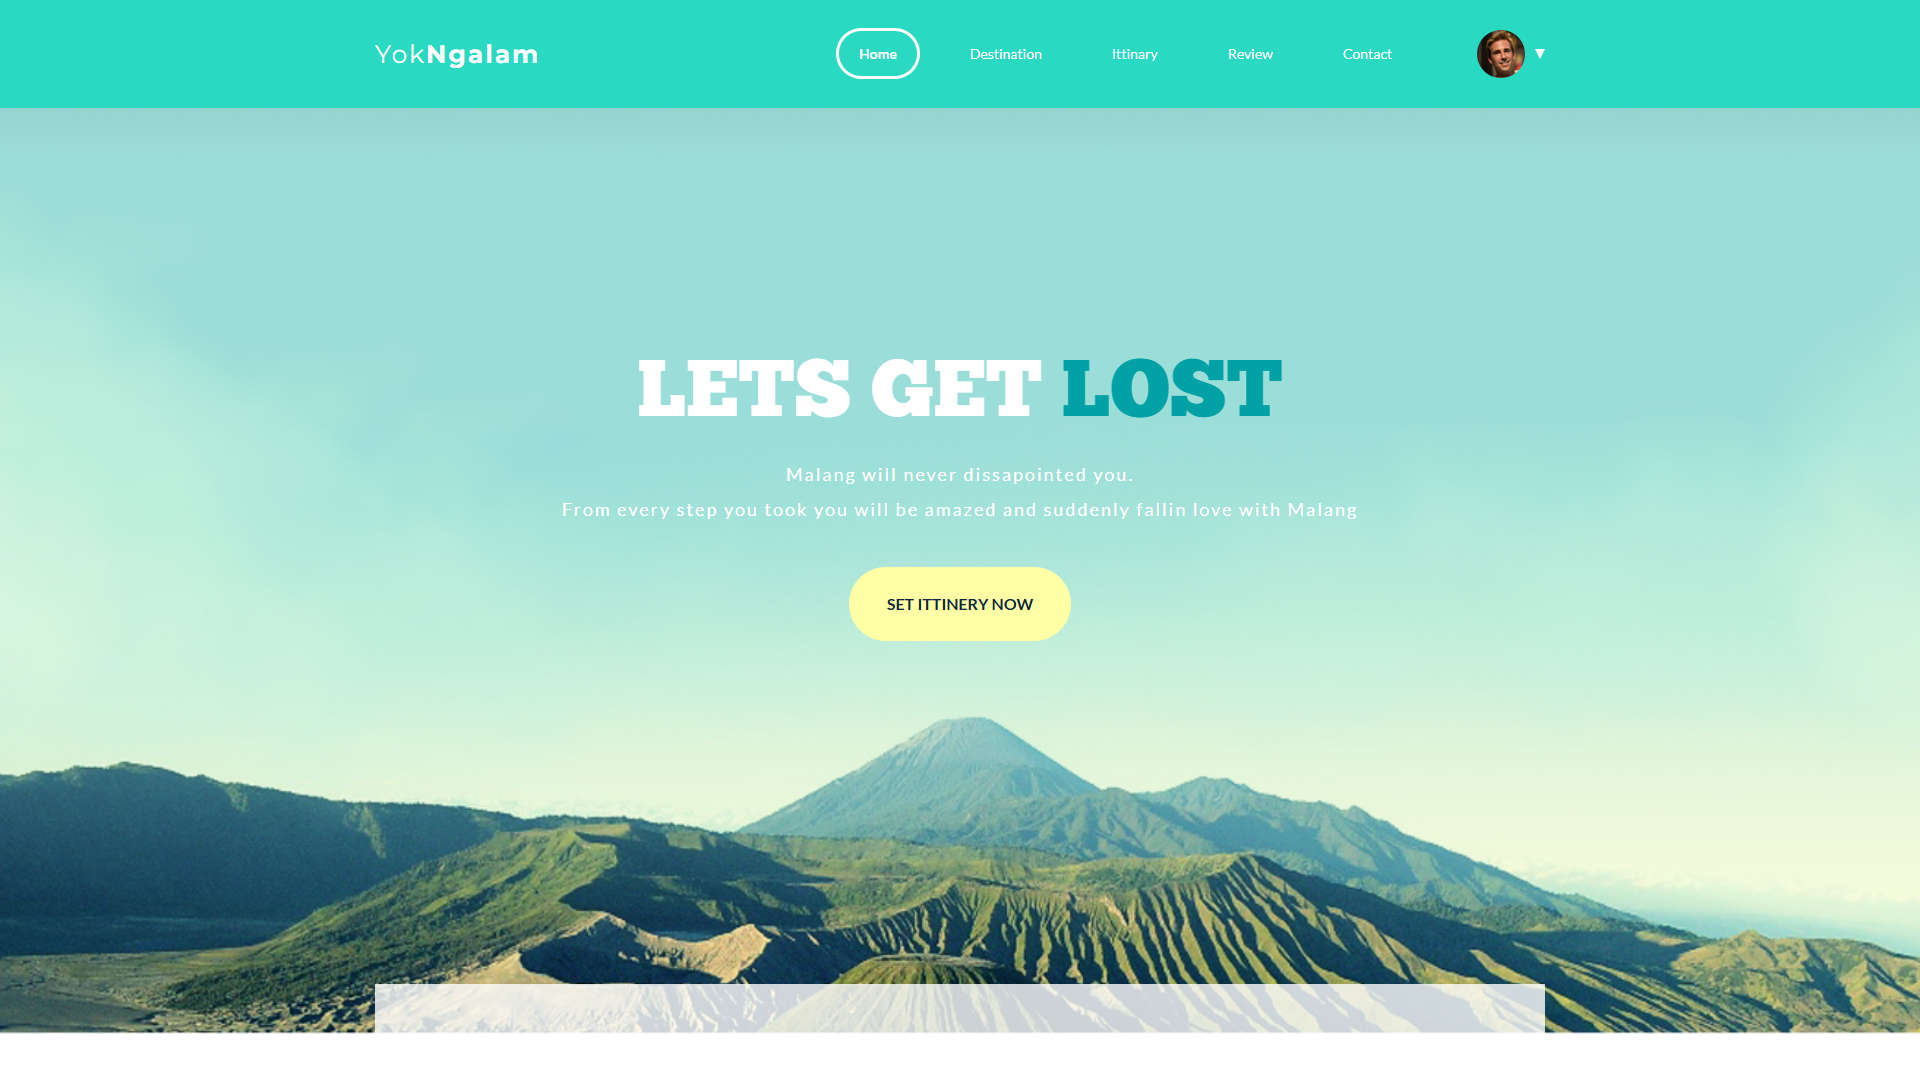 YokNgalam
Home Destination Ittinary Review Contact ▼
LETS GET LOST
Malang will never dissapointed you.
From every step you took you will be amazed and suddenly fallin love with Malang
SET ITTINERY NOW